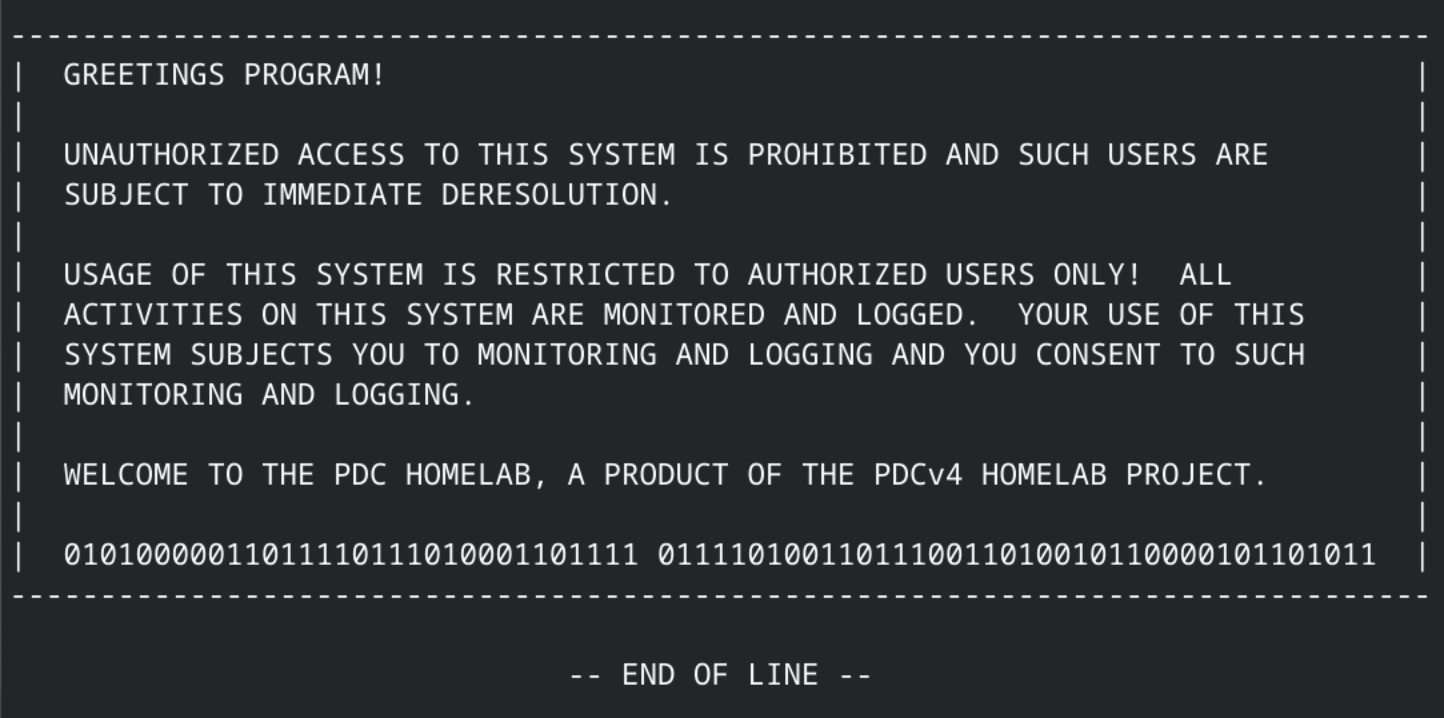 GREETINGS PROGRAM!
UNAUTHORIZED ACCESS TO THIS SYSTEM IS PROHIBITED AND SUCH USERS ARE
SUBJECT TO IMMEDIATE DERESOLUTION.
USAGE OF THIS SYSTEM IS RESTRICTED TO AUTHORIZED USERS ONLY!  ALL
ACTIVITIES ON THIS SYSTEM ARE MONITORED AND LOGGED.  YOUR USE OF THIS
SYSTEM SUBJECTS YOU TO MONITORING AND LOGGING AND YOU CONSENT TO SUCH
MONITORING AND LOGGING.
WELCOME TO THE PDC HOMELAB, A PRODUCT OF THE PDCv4 HOMELAB PROJECT.
01010000011011110111010001101111 0111101001101110011010010110000101101011
-- END OF LINE --